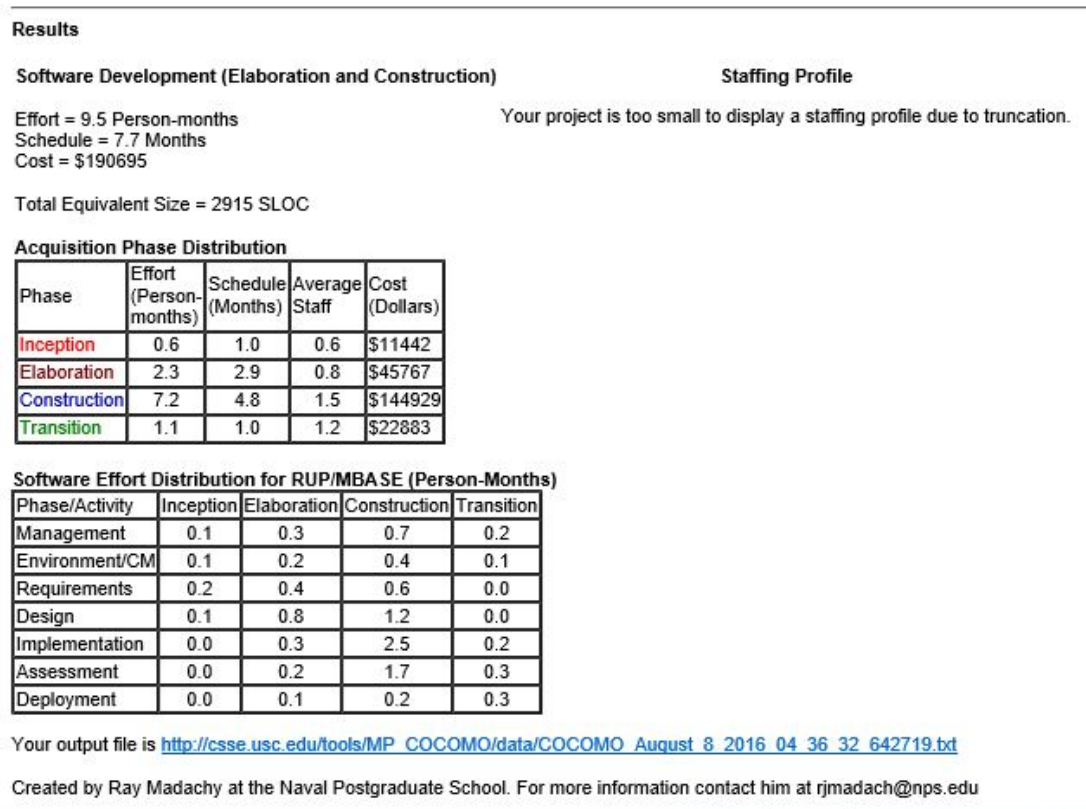 Results
Software Development (Elaboration and Construction)
Staffing Profile
Effort = 9.5 Person-months
Schedule = 7.7 Months
Cost = $190695
Your project is too small to display a staffing profile due to truncation.
Total Equivalent Size = 2915 SLOC
Acquisition Phase Distribution
Phase Effort (Person-months) Schedule (Months) Average Staff Cost (Dollars)
Inception 0.6 1.0 0.6 $11442
Elaboration 2.3 2.9 0.8 $45767
Construction 7.2 4.8 1.5 $144929
Transition 1.1 1.0 1.2 $22883
Software Effort Distribution for RUP/MBASE (Person-Months)
Phase/Activity Inception Elaboration Construction Transition
Management 0.1 0.3 0.7 0.2
Environment/CM 0.1 0.2 0.4 0.1
Requirements 0.2 0.4 0.6 0.0
Design 0.1 0.8 1.2 0.0
Implementation 0.0 0.3 2.5 0.2
Assessment 0.0 0.2 1.7 0.3
Deployment 0.0 0.1 0.2 0.3
Your output file is http://csse.usc.edu/tools/MP_COCOMO/data/COCOMO_August_8_2016_04_36_32_642719.txt
Created by Ray Madachy at the Naval Postgraduate School. For more information contact him at rjmadach@nps.edu